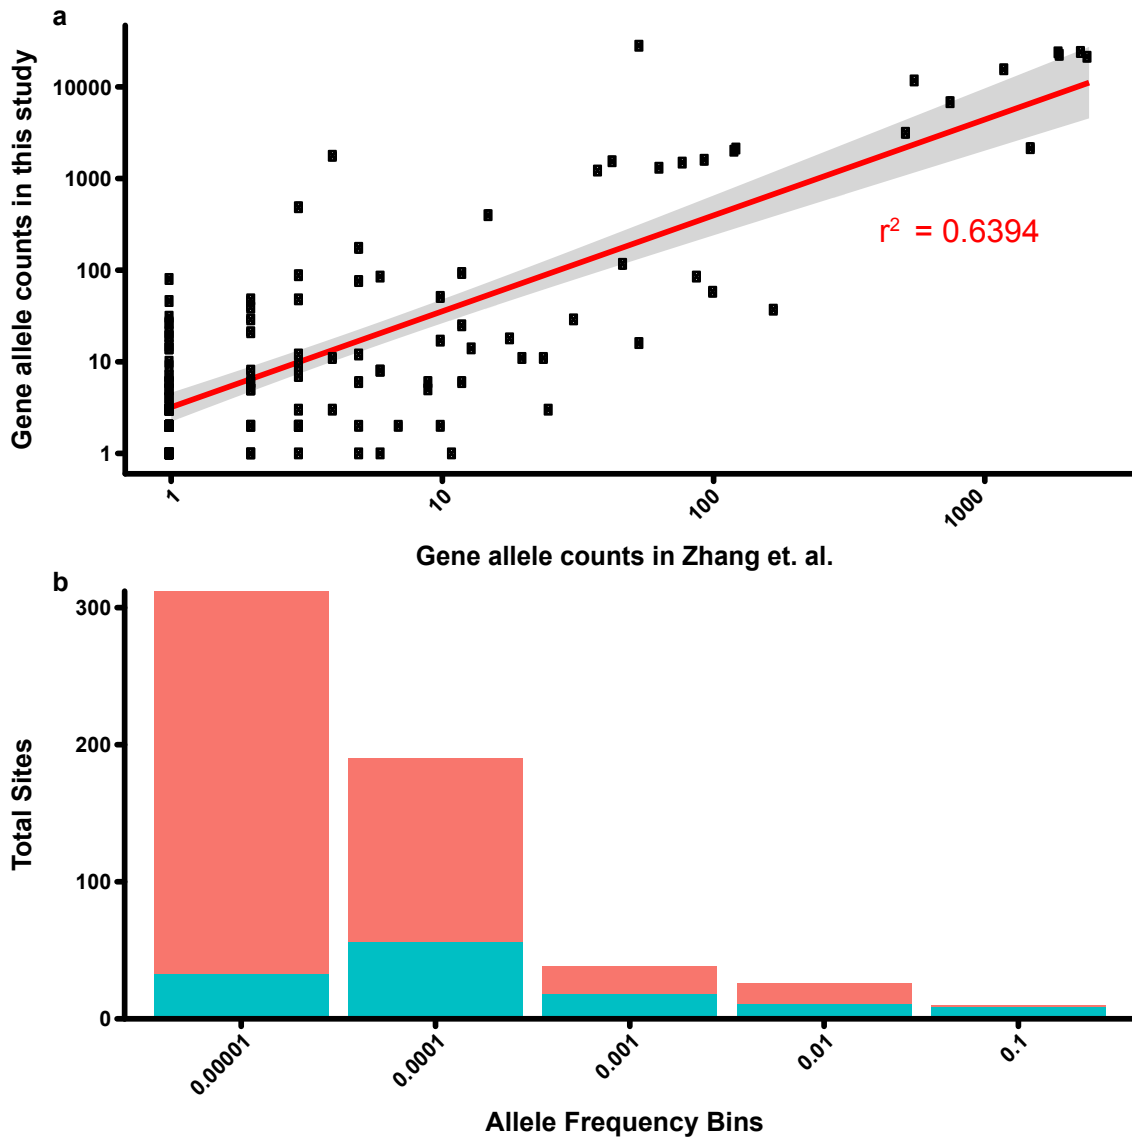 a
Gene allele counts in this study
10000
1000
100
10
1
r² = 0.6394
1
10
100
1000
Gene allele counts in Zhang et. al.
b
Total Sites
300
200
100
0
0.00001
0.0001
0.001
0.01
0.1
Allele Frequency Bins